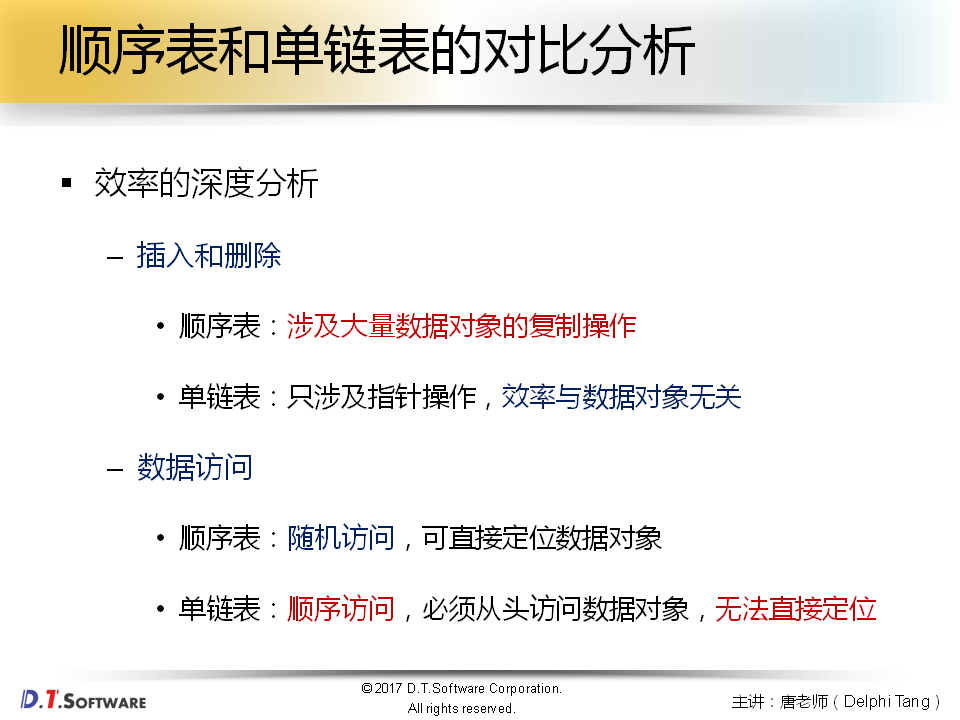 顺序表和单链表的对比分析
▪ 效率的深度分析
– 插入和删除
• 顺序表：涉及大量数据对象的复制操作
• 单链表：只涉及指针操作，效率与数据对象无关
– 数据访问
• 顺序表：随机访问，可直接定位数据对象
• 单链表：顺序访问，必须从头访问数据对象，无法直接定位
D.T.SOFTWARE
©2017 D.T.Software Corporation.
All rights reserved.
主讲：唐老师（Delphi Tang）